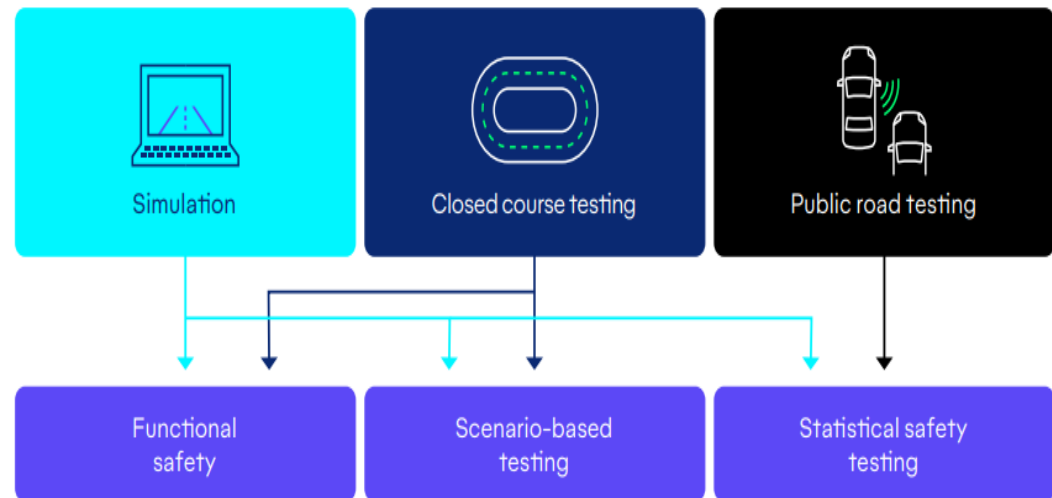 Simulation
Closed course testing
Public road testing
Functional
safety
Scenario-based
testing
Statistical safety
testing